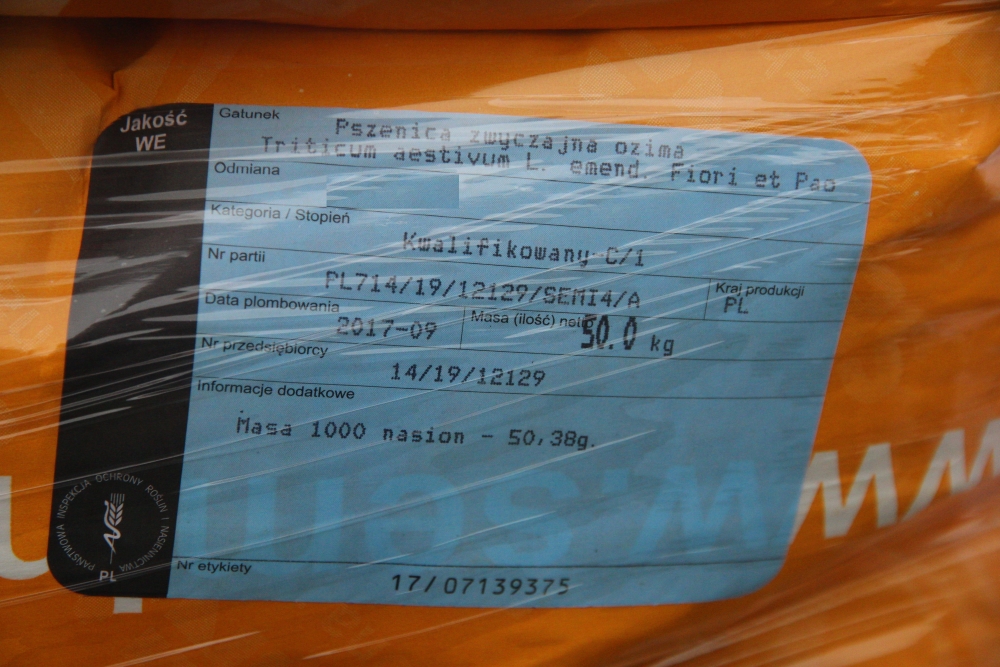 Jakość
WE
Gatunek
Pszenica zwyczajna ozima
Triticum aestivum L. emend. Fiori et Pao
Odmiana
Kategoria / Stopień
Kwalifikowany C/1
Nr partii
PL714/19/12129/SEMI4/A
Kraj produkcji
PL
Data plombowania
2017-09
Masa (ilość) netto
50.0 kg
Nr przedsiębiorcy
14/19/12129
informacje dodatkowe
Masa 1000 nasion - 50,38g.
PAŃSTWOWA INSPEKCJA OCHRONY ROŚLIN I NASIENNICTWA
PL
Nr etykiety
17/07139375